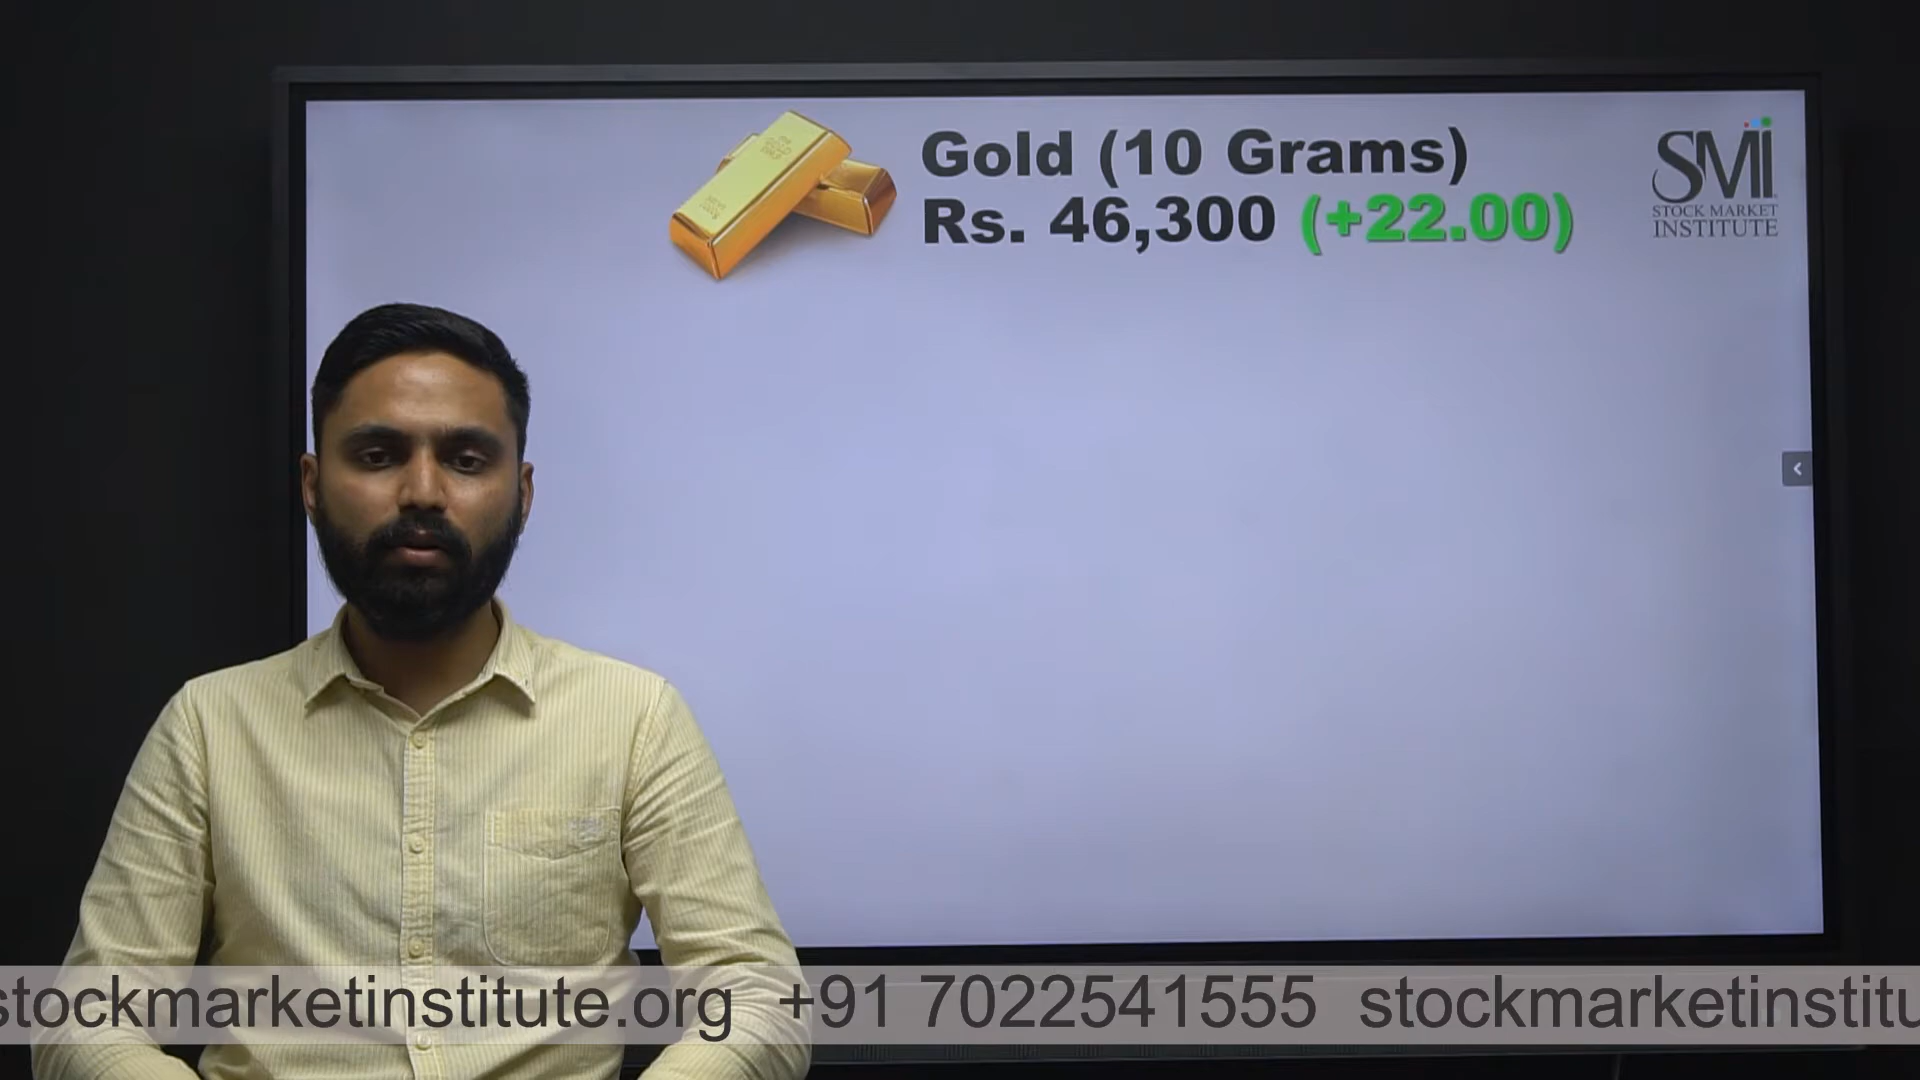 Gold (10 Grams)
Rs. 46,300 (+22.00)
SMI
STOCK MARKET
INSTITUTE
stockmarketinstitute.org +91 7022541555 stockmarketinstitu